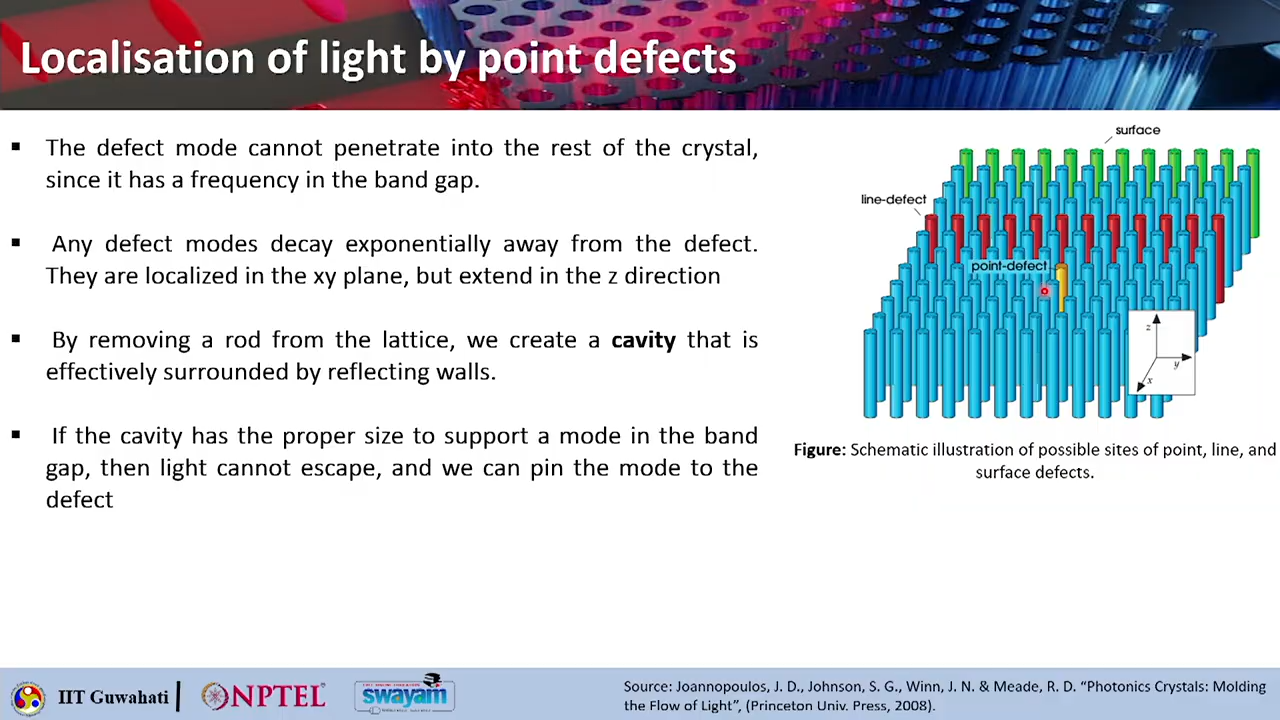 Localisation of light by point defects
▪ The defect mode cannot penetrate into the rest of the crystal,
since it has a frequency in the band gap.
▪ Any defect modes decay exponentially away from the defect.
They are localized in the xy plane, but extend in the z direction
▪ By removing a rod from the lattice, we create a cavity that is
effectively surrounded by reflecting walls.
▪ If the cavity has the proper size to support a mode in the band
gap, then light cannot escape, and we can pin the mode to the
defect
surface
line-defect
point-defect
z
y
x
Figure: Schematic illustration of possible sites of point, line, and
surface defects.
IIT Guwahati
NPTEL
swayam
Source: Joannopoulos, J. D., Johnson, S. G., Winn, J. N. & Meade, R. D. “Photonics Crystals: Molding
the Flow of Light”, (Princeton Univ. Press, 2008).